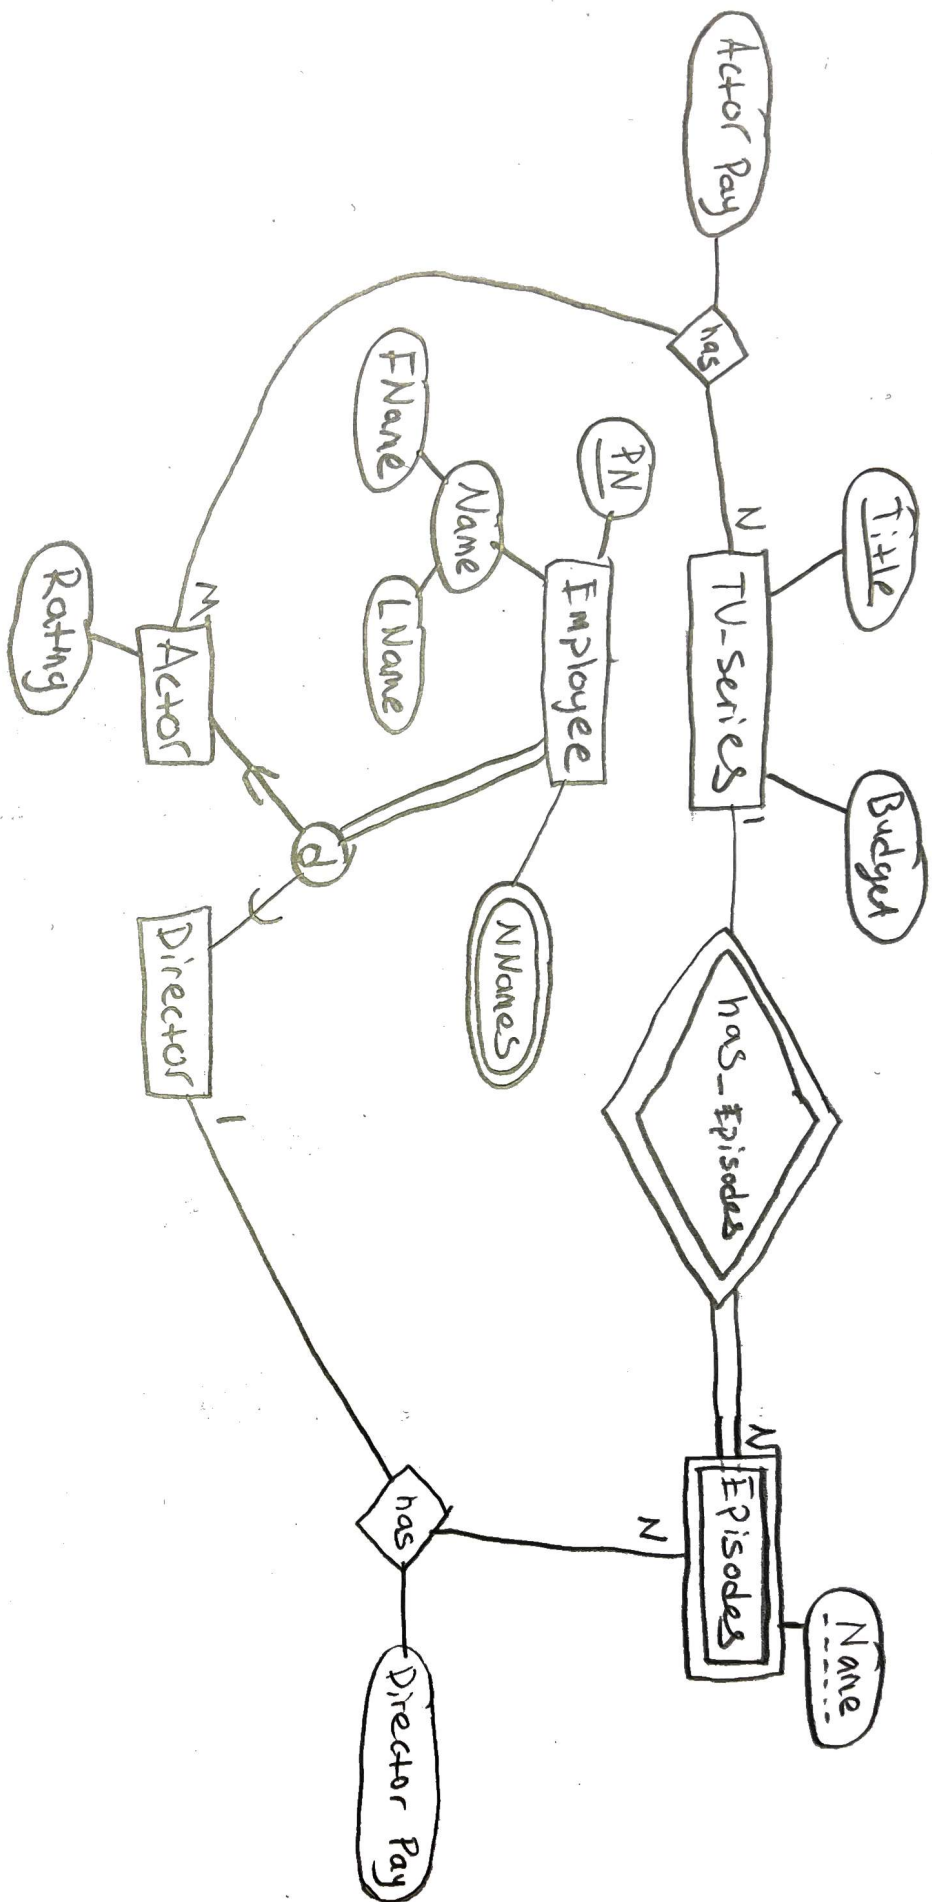 Title
Budget
Name
Actor Pay
has
N
TV-series
1
has_Episodes
N
Episodes
PN
Employee
N
FName
Name
LName
NNames
has
Director Pay
d
M
Actor
Director
1
Rating